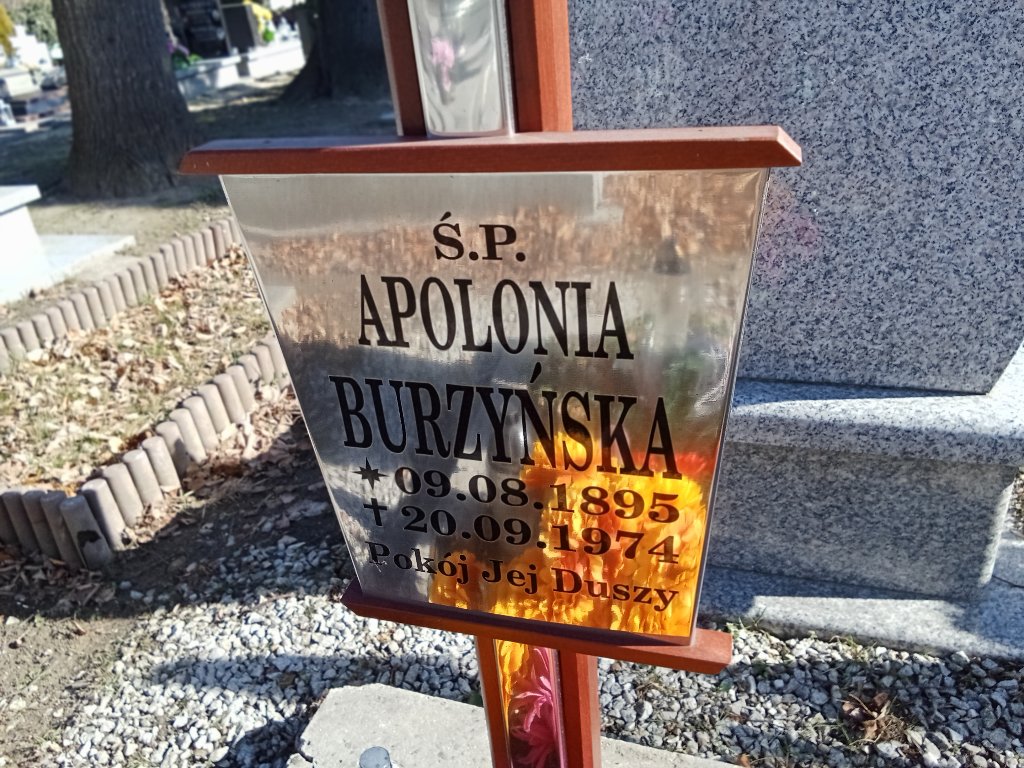 Ś.P.
APOLONIA
BURZYŃSKA
✴ 09.08.1895
✝ 20.09.1974
Pokój Jej Duszy